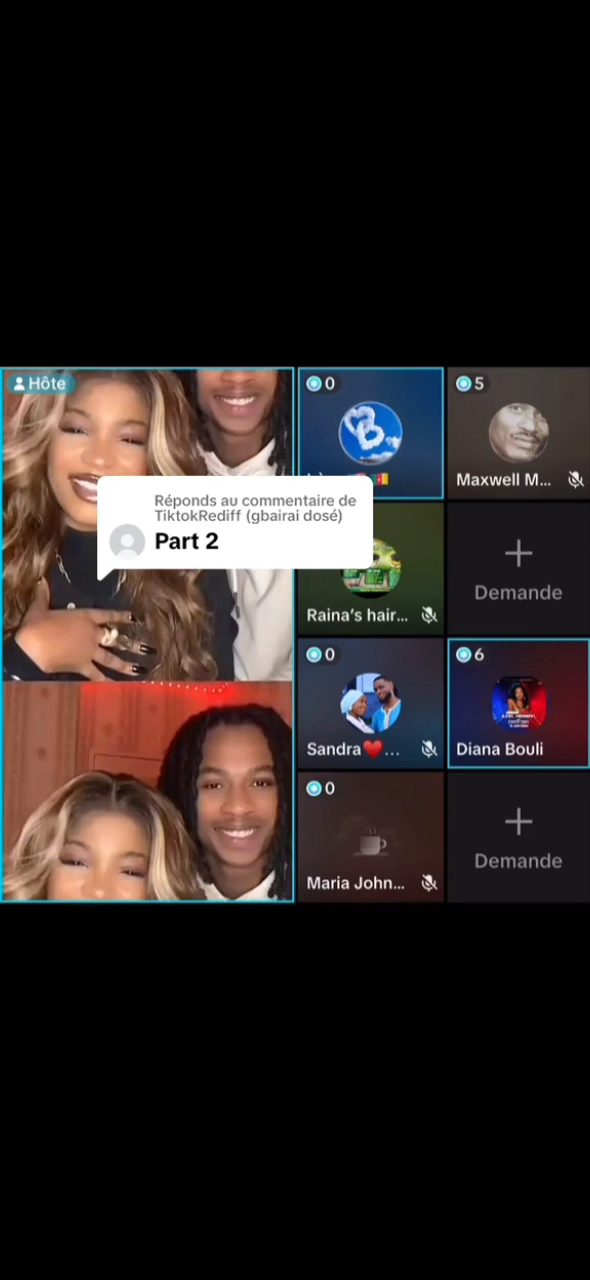 Hôte
0
5
Maxwell M...
Réponds au commentaire de
TiktokRediff (gbairai dosé)
Part 2
Raina's hair...
Demande
0
6
Sandra❤️...
Diana Bouli
0
Maria John...
Demande